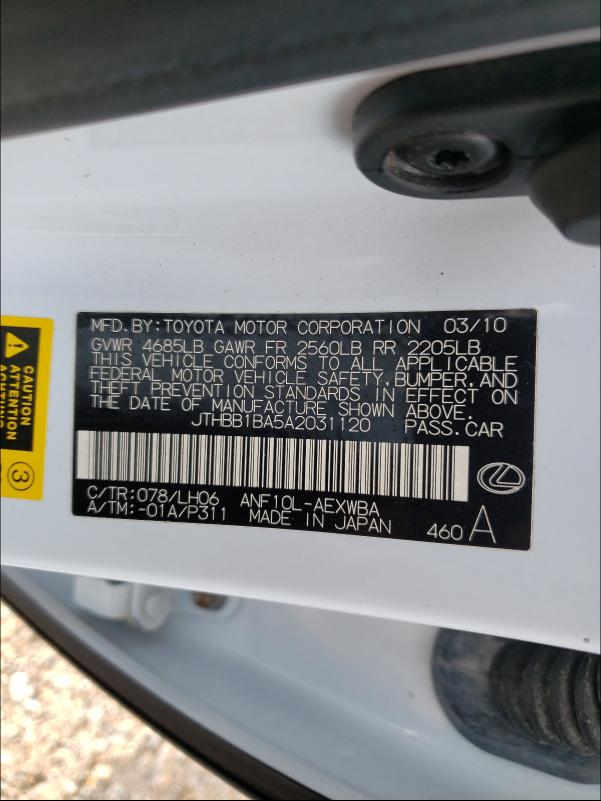 MFD.BY:TOYOTA MOTOR CORPORATION 03/10
GVWR 4685LB GAWR FR 2560LB RR 2205LB
THIS VEHICLE CONFORMS TO ALL APPLICABLE
FEDERAL MOTOR VEHICLE SAFETY,BUMPER,AND
THEFT PREVENTION STANDARDS IN EFFECT ON
THE DATE OF MANUFACTURE SHOWN ABOVE.
JTHBB1BA5A2031120 PASS.CAR
C/TR:078/LH06 ANF10L-AEXWBA
A/TM:-01A/P311 MADE IN JAPAN 460 A
CAUTION
ATTENTION
3